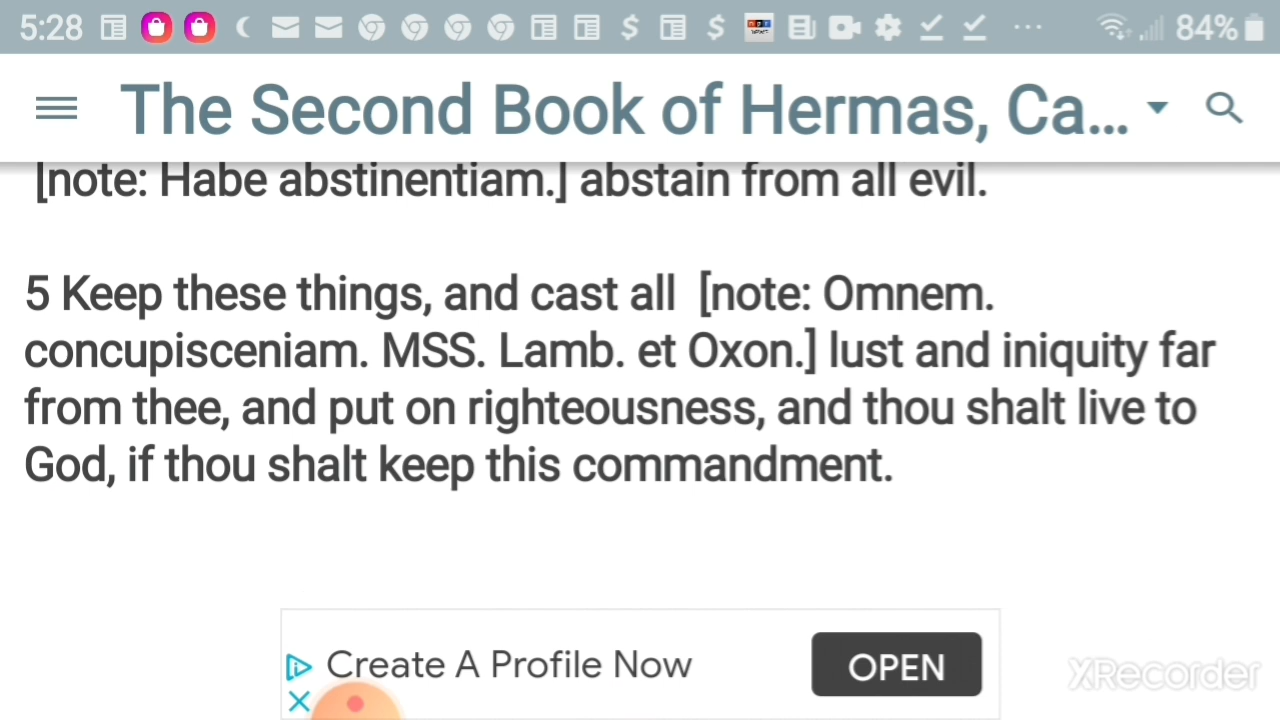 5:28 $ $ npr ... 84%
The Second Book of Hermas, Ca...
[note: Habe abstinentiam.] abstain from all evil.
5 Keep these things, and cast all [note: Omnem.
concupisceniam. MSS. Lamb. et Oxon.] lust and iniquity far
from thee, and put on righteousness, and thou shalt live to
God, if thou shalt keep this commandment.
Create A Profile Now
OPEN
XRecorder